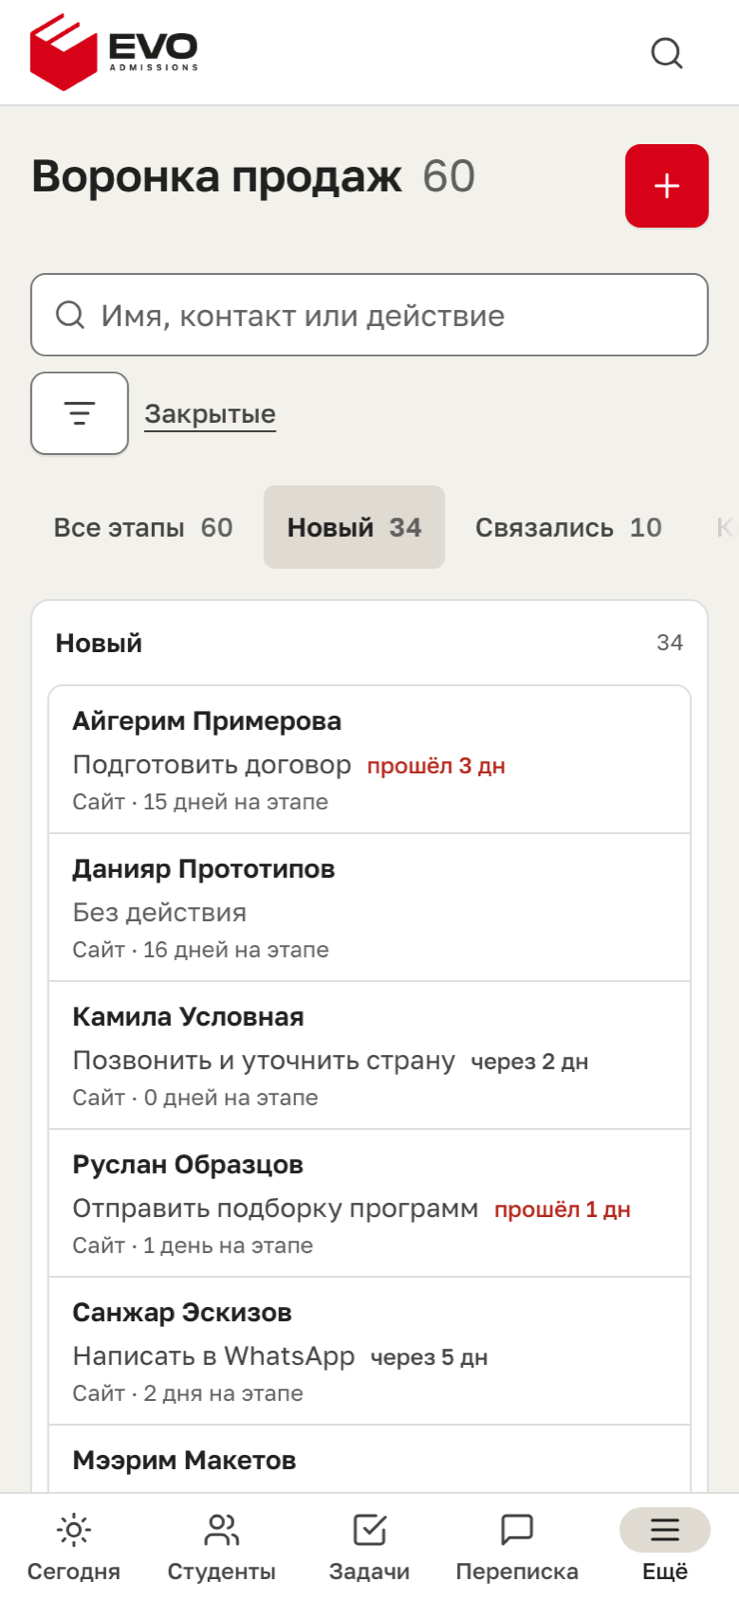 EVO
ADMISSIONS
Воронка продаж 60
Имя, контакт или действие
Закрытые
Все этапы 60 Новый 34 Связались 10
Новый 34
Айгерим Примерова
Подготовить договор прошёл 3 дн
Сайт · 15 дней на этапе
Данияр Прототипов
Без действия
Сайт · 16 дней на этапе
Камила Условная
Позвонить и уточнить страну через 2 дн
Сайт · 0 дней на этапе
Руслан Образцов
Отправить подборку программ прошёл 1 дн
Сайт · 1 день на этапе
Санжар Эскизов
Написать в WhatsApp через 5 дн
Сайт · 2 дня на этапе
Мээрим Макетов
Сегодня Студенты Задачи Переписка Ещё